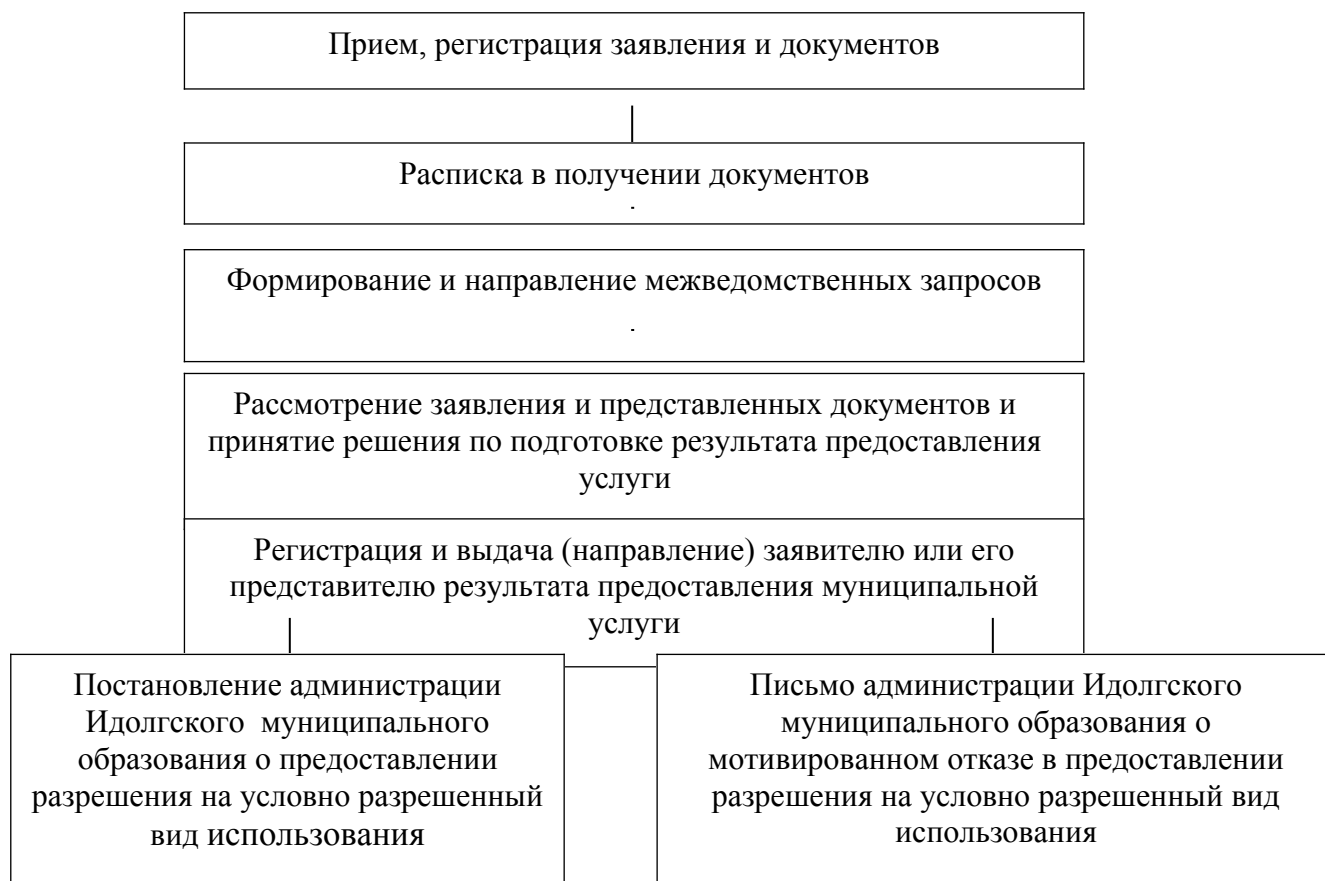 Прием, регистрация заявления и документов
Расписка в получении документов
.
Формирование и направление межведомственных запросов
.
Рассмотрение заявления и представленных документов и
принятие решения по подготовке результата предоставления
услуги
Регистрация и выдача (направление) заявителю или его
представителю результата предоставления муниципальной
услуги
Постановление администрации
Идолгского муниципального
образования о предоставлении
разрешения на условно разрешенный
вид использования
Письмо администрации Идолгского
муниципального образования о
мотивированном отказе в предоставлении
разрешения на условно разрешенный вид
использования